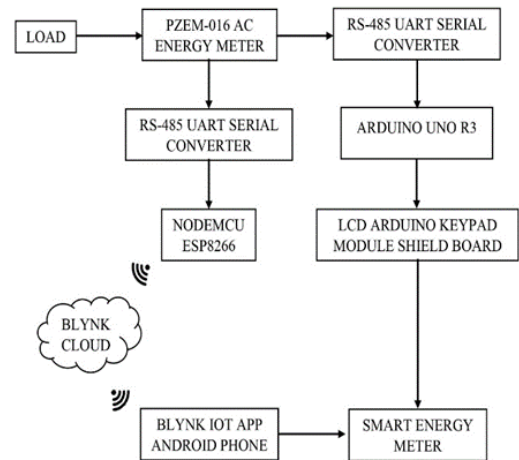 LOAD
PZEM-016 AC
ENERGY METER
RS-485 UART SERIAL
CONVERTER
RS-485 UART SERIAL
CONVERTER
ARDUINO UNO R3
NODEMCU
ESP8266
LCD ARDUINO KEYPAD
MODULE SHIELD BOARD
BLYNK
CLOUD
BLYNK IOT APP
ANDROID PHONE
SMART ENERGY
METER